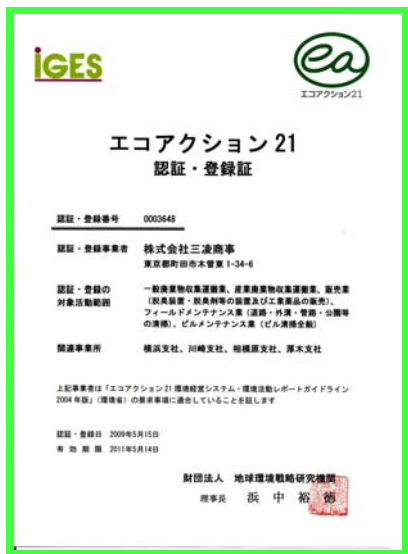 iGES
ea
エコアクション21
エコアクション 21
認証・登録証
認証・登録番号 0003648
認証・登録事業者 株式会社三凌商事
東京都町田市木曽東 1-34-6
認証・登録の 一般廃棄物収集運搬業、産業廃棄物収集運搬業、販売業
対象活動範囲 (脱臭装置・脱臭剤等の装置及び工業薬品の販売)、
フィールドメンテナンス業(道路・外溝・管路・公園等
の清掃)、ビルメンテナンス業(ビル清掃全般)
関連事業所 横浜支社、川崎支社、相模原支社、厚木支社
上記事業者は「エコアクション21環境経営システム・環境活動レポートガイドライン
2004年版」(環境省)の要求事項に適合していることを証します
認証・登録日 2009年5月15日
有効期限 2011年5月14日
財団法人 地球環境戦略研究機関
理事長 浜中裕徳